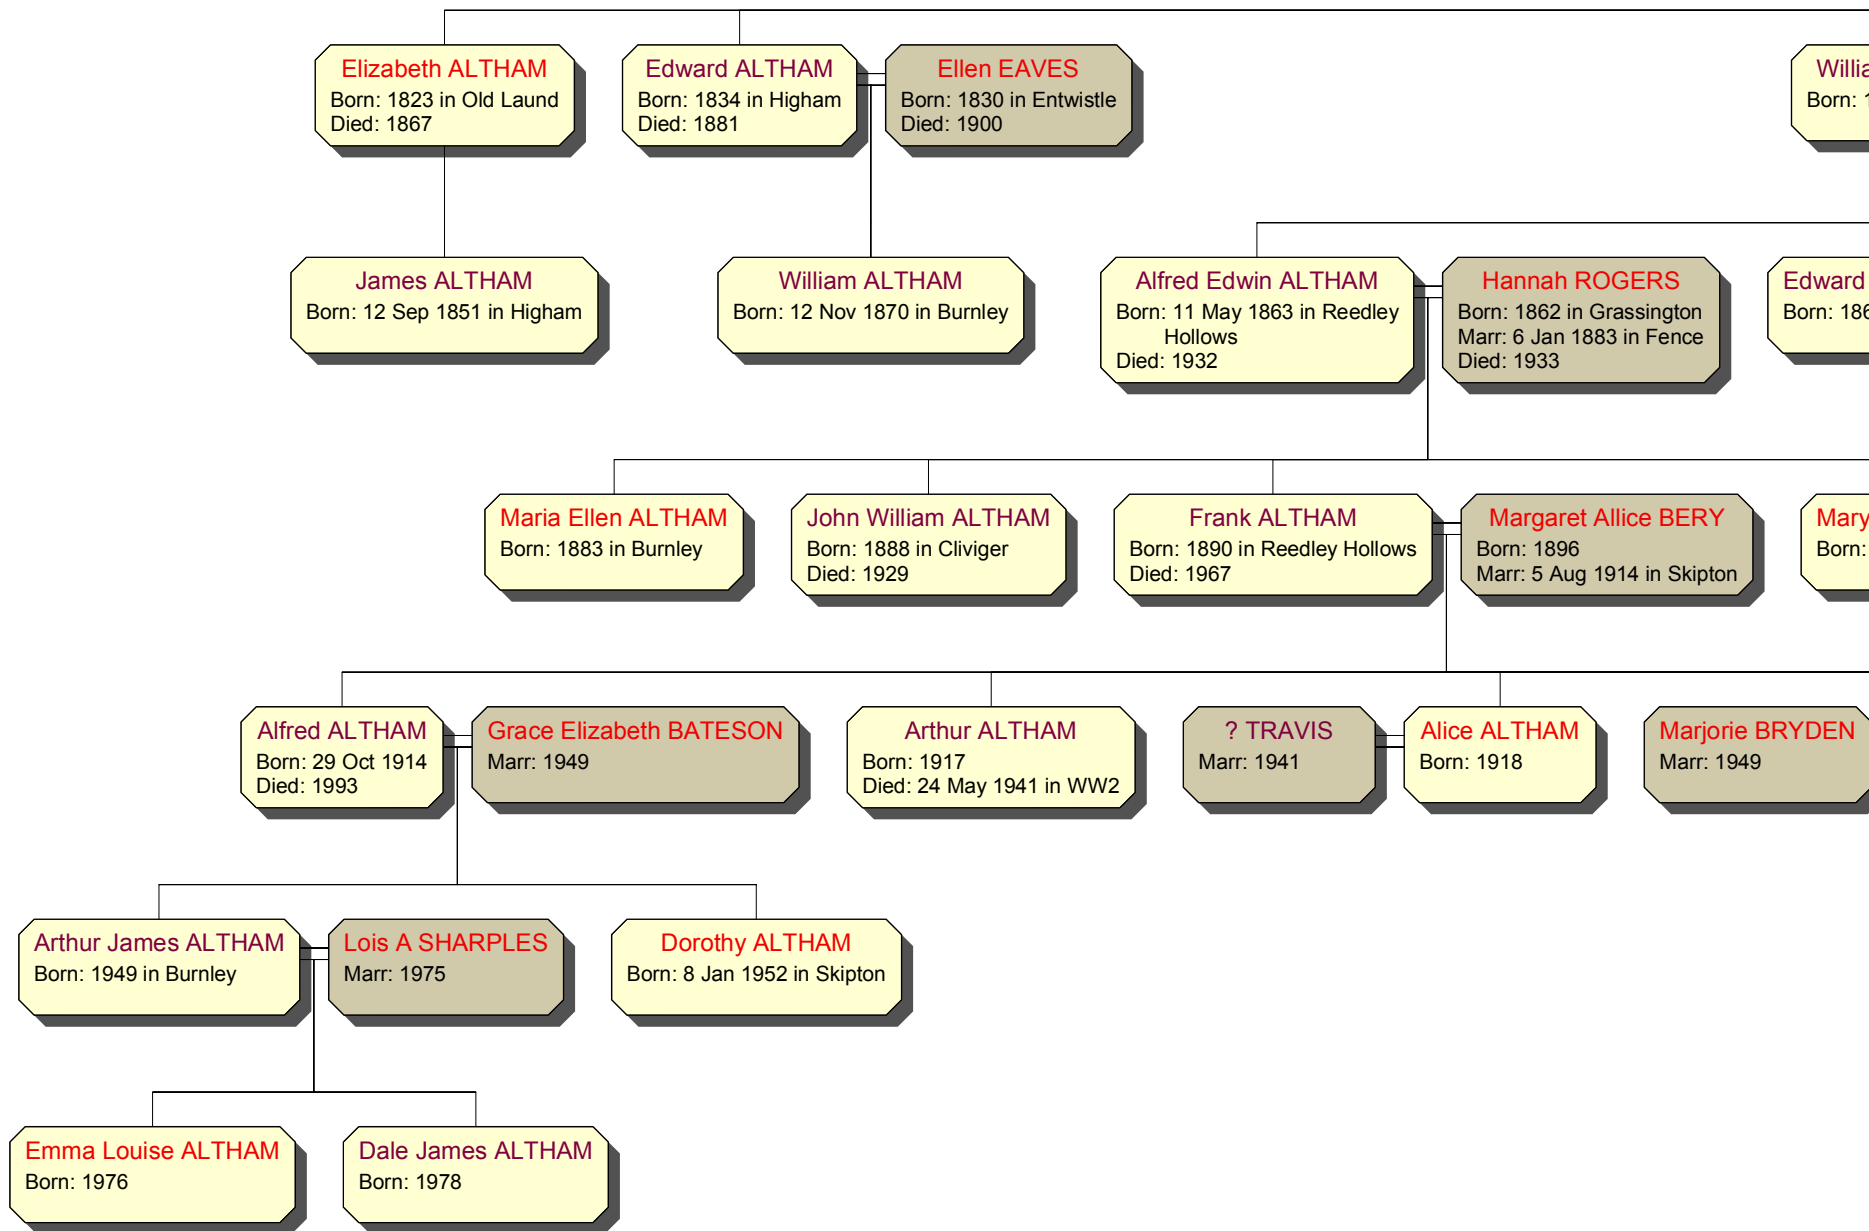 Elizabeth ALTHAM
Born: 1823 in Old Laund
Died: 1867
Edward ALTHAM
Born: 1834 in Higham
Died: 1881
Ellen EAVES
Born: 1830 in Entwistle
Died: 1900
Born:
James ALTHAM
Born: 12 Sep 1851 in Higham
William ALTHAM
Born: 12 Nov 1870 in Burnley
Alfred Edwin ALTHAM
Born: 11 May 1863 in Reedley
Hollows
Died: 1932
Hannah ROGERS
Born: 1862 in Grassington
Marr: 6 Jan 1883 in Fence
Died: 1933
Edward
Born:
Maria Ellen ALTHAM
Born: 1883 in Burnley
John William ALTHAM
Born: 1888 in Cliviger
Died: 1929
Frank ALTHAM
Born: 1890 in Reedley Hollows
Died: 1967
Margaret Allice BERY
Born: 1896
Marr: 5 Aug 1914 in Skipton
Mary
Born:
Alfred ALTHAM
Born: 29 Oct 1914
Died: 1993
Grace Elizabeth BATESON
Marr: 1949
Arthur ALTHAM
Born: 1917
Died: 24 May 1941 in WW2
? TRAVIS
Marr: 1941
Alice ALTHAM
Born: 1918
Marjorie BRYDEN
Marr: 1949
Arthur James ALTHAM
Born: 1949 in Burnley
Lois A SHARPLES
Marr: 1975
Dorothy ALTHAM
Born: 8 Jan 1952 in Skipton
Emma Louise ALTHAM
Born: 1976
Dale James ALTHAM
Born: 1978